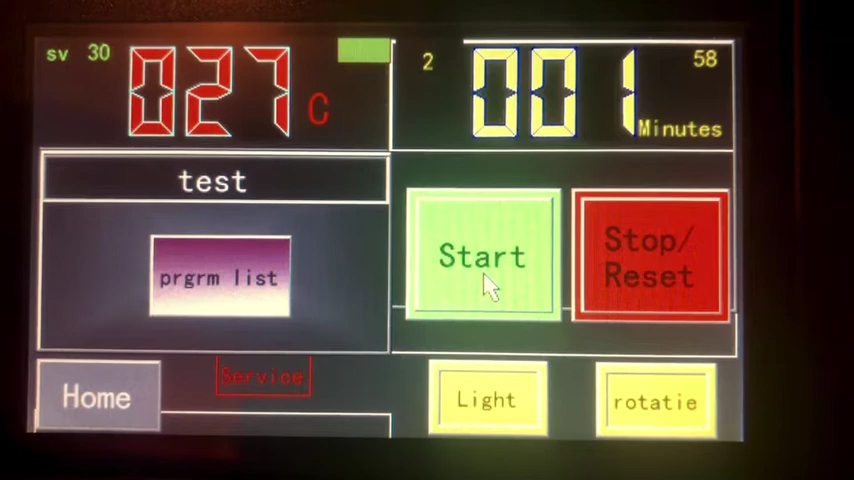 sv 30 027 C
2 001 58
Minutes
test
prgrm list
Start
Stop/
Reset
Home
Service
Light
rotatie